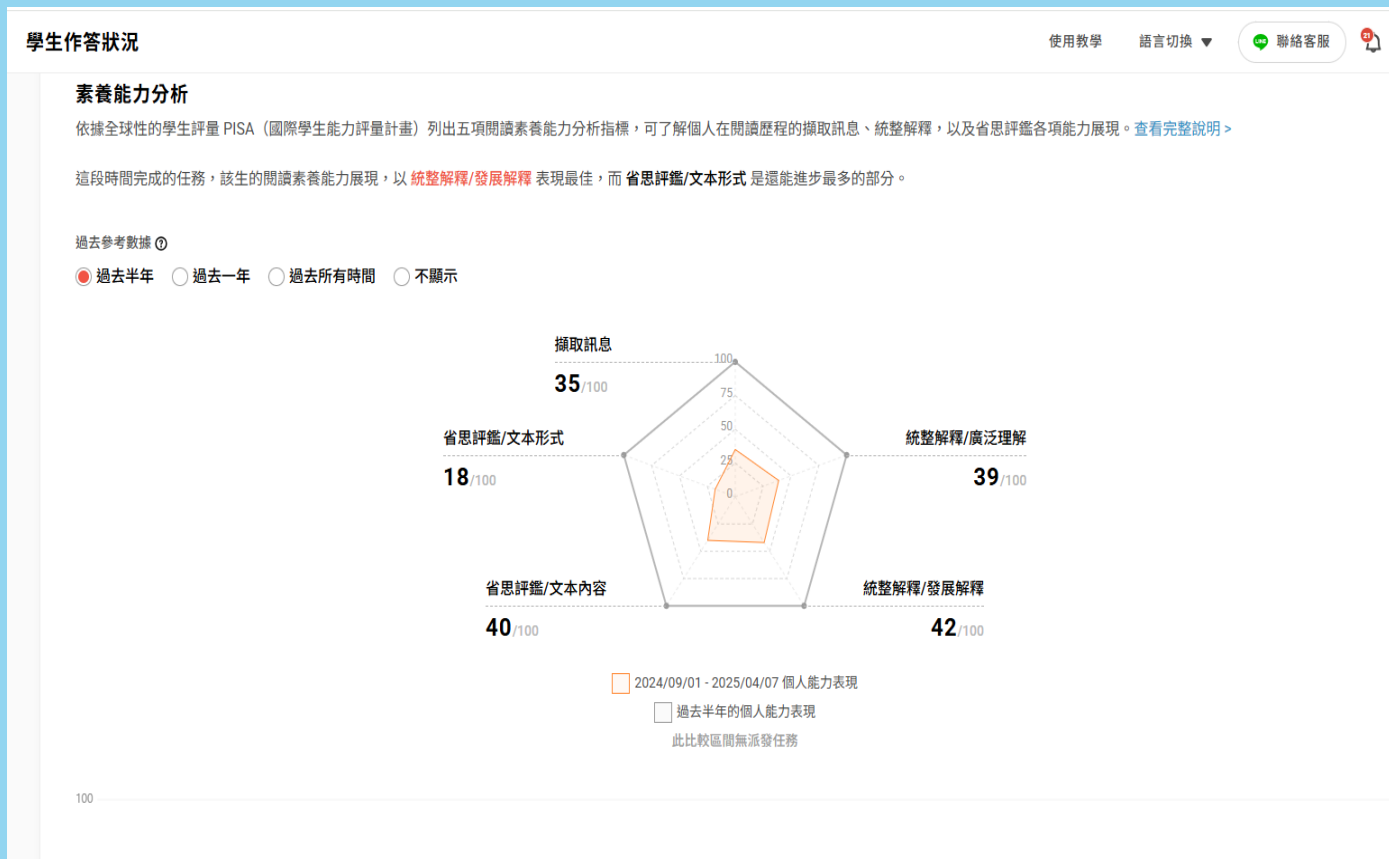 學生作答狀況
使用教學
語言切換 ▼
LINE
聯絡客服
21
素養能力分析
依據全球性的學生評量 PISA（國際學生能力評量計畫）列出五項閱讀素養能力分析指標，可了解個人在閱讀歷程的擷取訊息、統整解釋，以及省思評鑑各項能力展現。查看完整說明 >
這段時間完成的任務，該生的閱讀素養能力展現，以 統整解釋/發展解釋 表現最佳，而 省思評鑑/文本形式 是還能進步最多的部分。
過去參考數據 ?
過去半年
過去一年
過去所有時間
不顯示
擷取訊息
35/100
省思評鑑/文本形式
18/100
統整解釋/廣泛理解
39/100
省思評鑑/文本內容
40/100
統整解釋/發展解釋
42/100
100
75
50
25
0
2024/09/01 - 2025/04/07 個人能力表現
過去半年的個人能力表現
此比較區間無派發任務
100